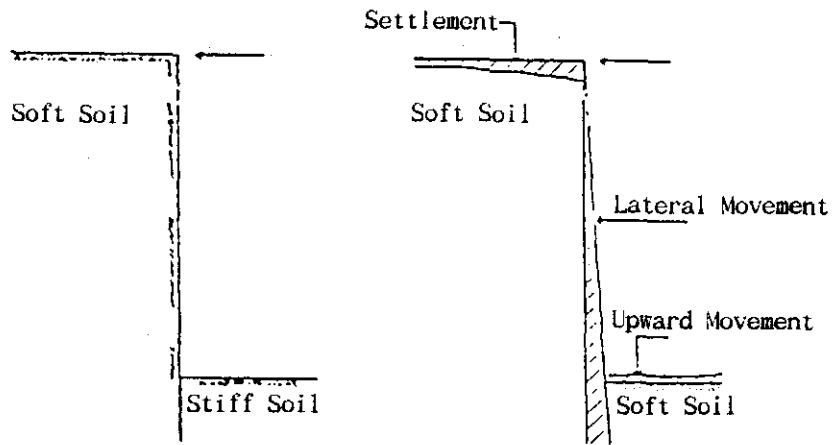 Settlement
Soft Soil
Soft Soil
Lateral Movement
Upward Movement
Stiff Soil
Soft Soil